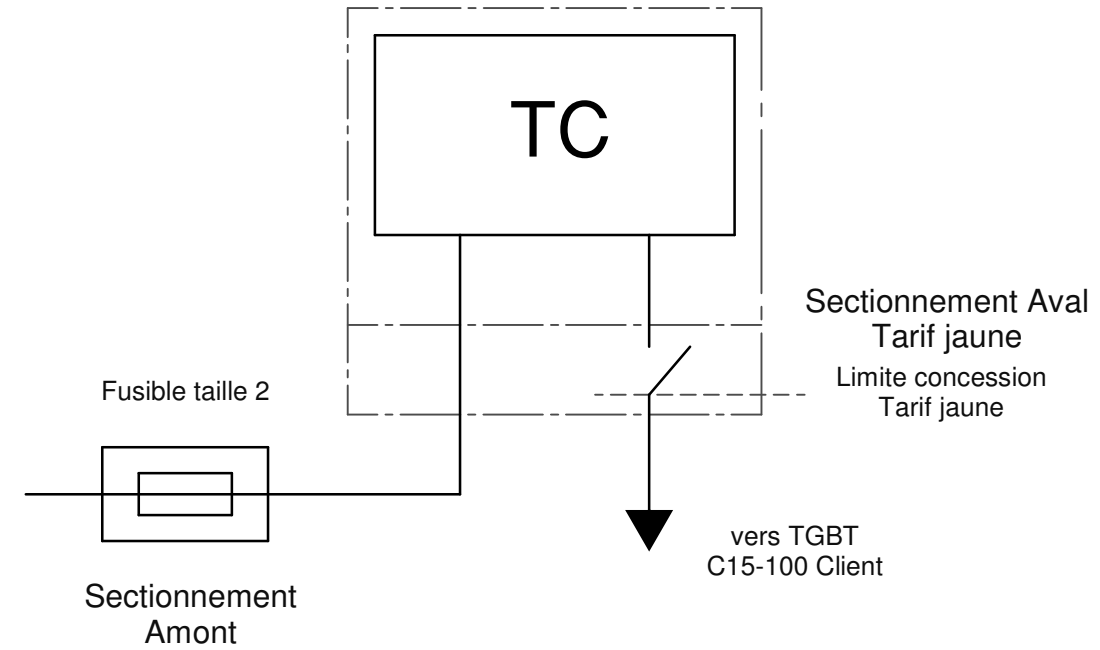 TC
Sectionnement Aval
Tarif jaune
Limite concession
Tarif jaune
Fusible taille 2
vers TGBT
C15-100 Client
Sectionnement
Amont